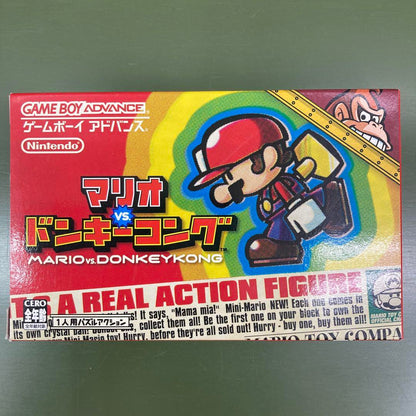 GAME BOY ADVANCE
ゲームボーイ アドバンス
Nintendo
マリオ
VS.
ドンキーコング™
MARIO VS. DONKEYKONG
A REAL ACTION FIGURE
It says, "Mama mia!" Mini-Mario NEW! Each one comes in
its own crystal ball! collect them all! Be the first one on your block to own the
before they're all sold out! Hurry - buy one, buy them all!
MARIO TOY COMPA
MARIO TOY
OFFICIAL
CERO
全年齢
1人用パズルアクション